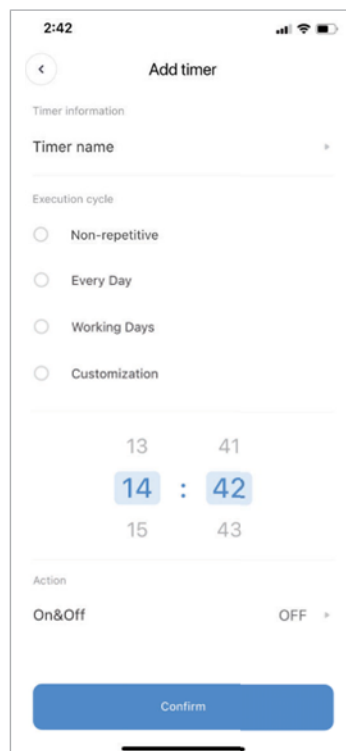 2:42
Add timer
Timer information
Timer name
Execution cycle
Non-repetitive
Every Day
Working Days
Customization
13 41
14 : 42
15 43
Action
On&Off OFF
Confirm